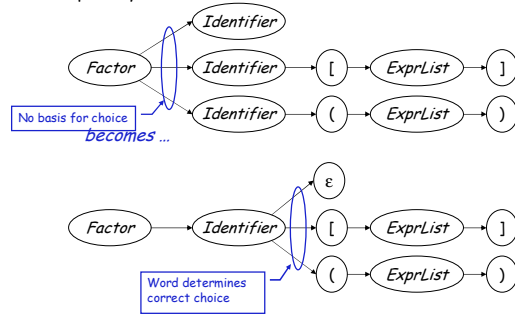 Identifier
Factor Identifier [ ExprList ]
Identifier ( ExprList )
No basis for choice
becomes …
ε
Factor Identifier [ ExprList ]
( ExprList )
Word determines
correct choice